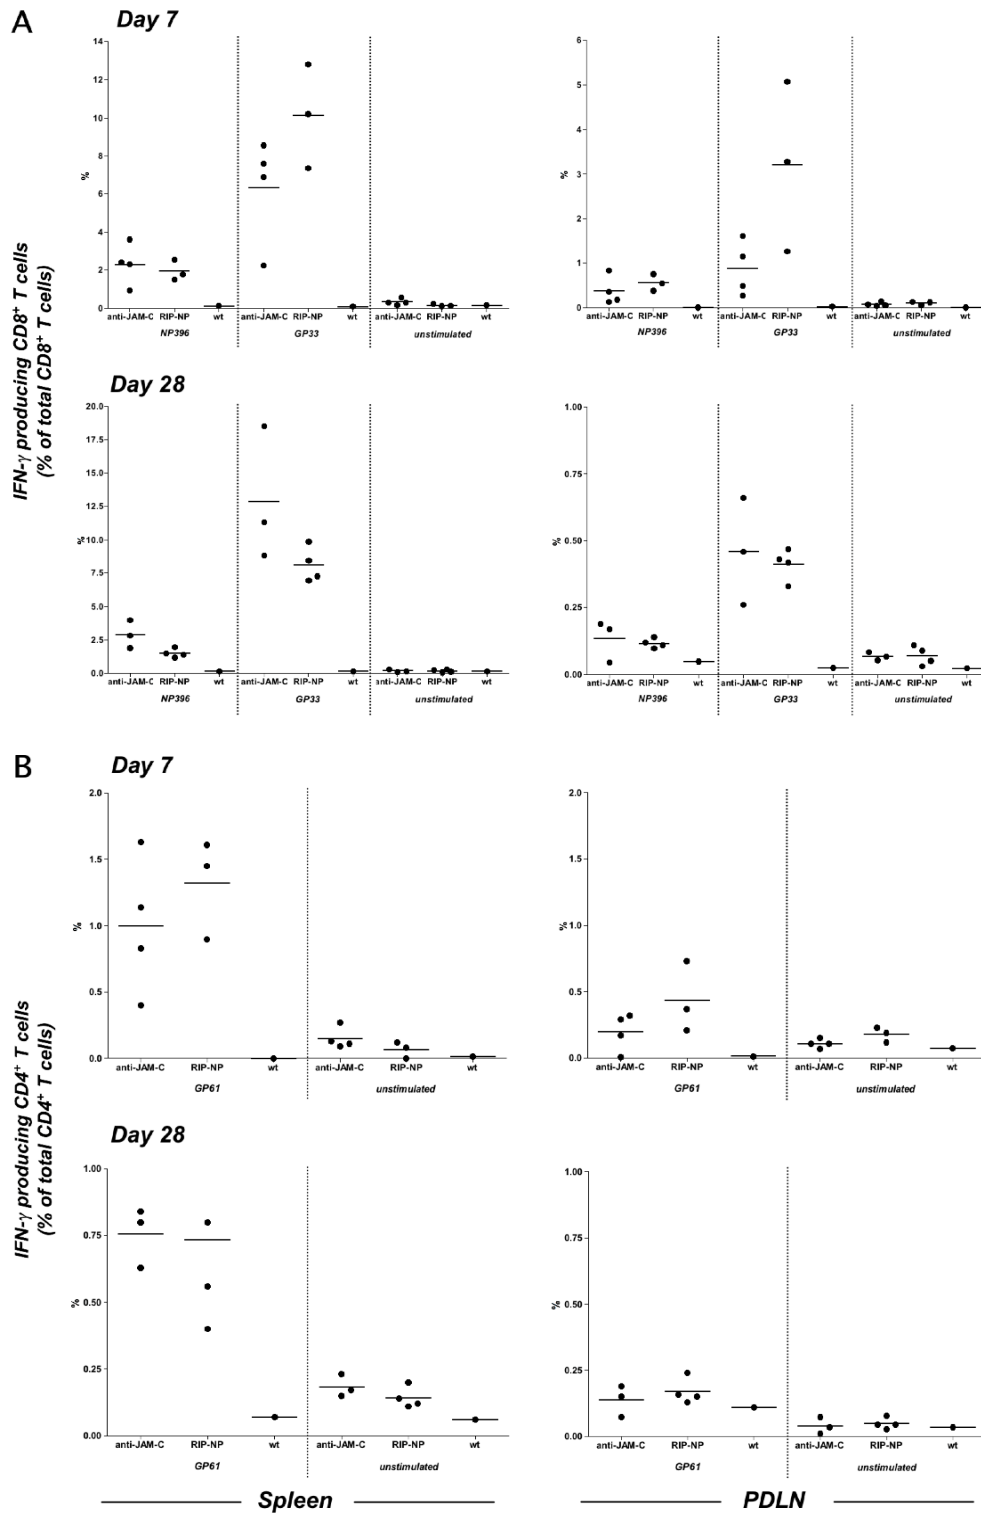 A
Day 7
IFN-γ producing CD8⁺ T cells
(% of total CD8⁺ T cells)
14
12
10
8
6
4
2
0
%
anti-JAM-C RIP-NP wt anti-JAM-C RIP-NP wt anti-JAM-C RIP-NP wt
NP396 GP33 unstimulated
6
5
4
3
2
1
0
%
anti-JAM-C RIP-NP wt anti-JAM-C RIP-NP wt anti-JAM-C RIP-NP wt
NP396 GP33 unstimulated
Day 28
20.0
17.5
15.0
12.5
10.0
7.5
5.0
2.5
0.0
%
anti-JAM-C RIP-NP wt anti-JAM-C RIP-NP wt anti-JAM-C RIP-NP wt
NP396 GP33 unstimulated
1.00
0.75
0.50
0.25
0.00
%
anti-JAM-C RIP-NP wt anti-JAM-C RIP-NP wt anti-JAM-C RIP-NP wt
NP396 GP33 unstimulated
B
Day 7
IFN-γ producing CD4⁺ T cells
(% of total CD4⁺ T cells)
2.0
1.5
1.0
0.5
0.0
%
anti-JAM-C RIP-NP wt anti-JAM-C RIP-NP wt
GP61 unstimulated
2.0
1.5
1.0
0.5
0.0
%
anti-JAM-C RIP-NP wt anti-JAM-C RIP-NP wt
GP61 unstimulated
Day 28
1.00
0.75
0.50
0.25
0.00
%
anti-JAM-C RIP-NP wt anti-JAM-C RIP-NP wt
GP61 unstimulated
1.00
0.75
0.50
0.25
0.00
%
anti-JAM-C RIP-NP wt anti-JAM-C RIP-NP wt
GP61 unstimulated
Spleen PDLN